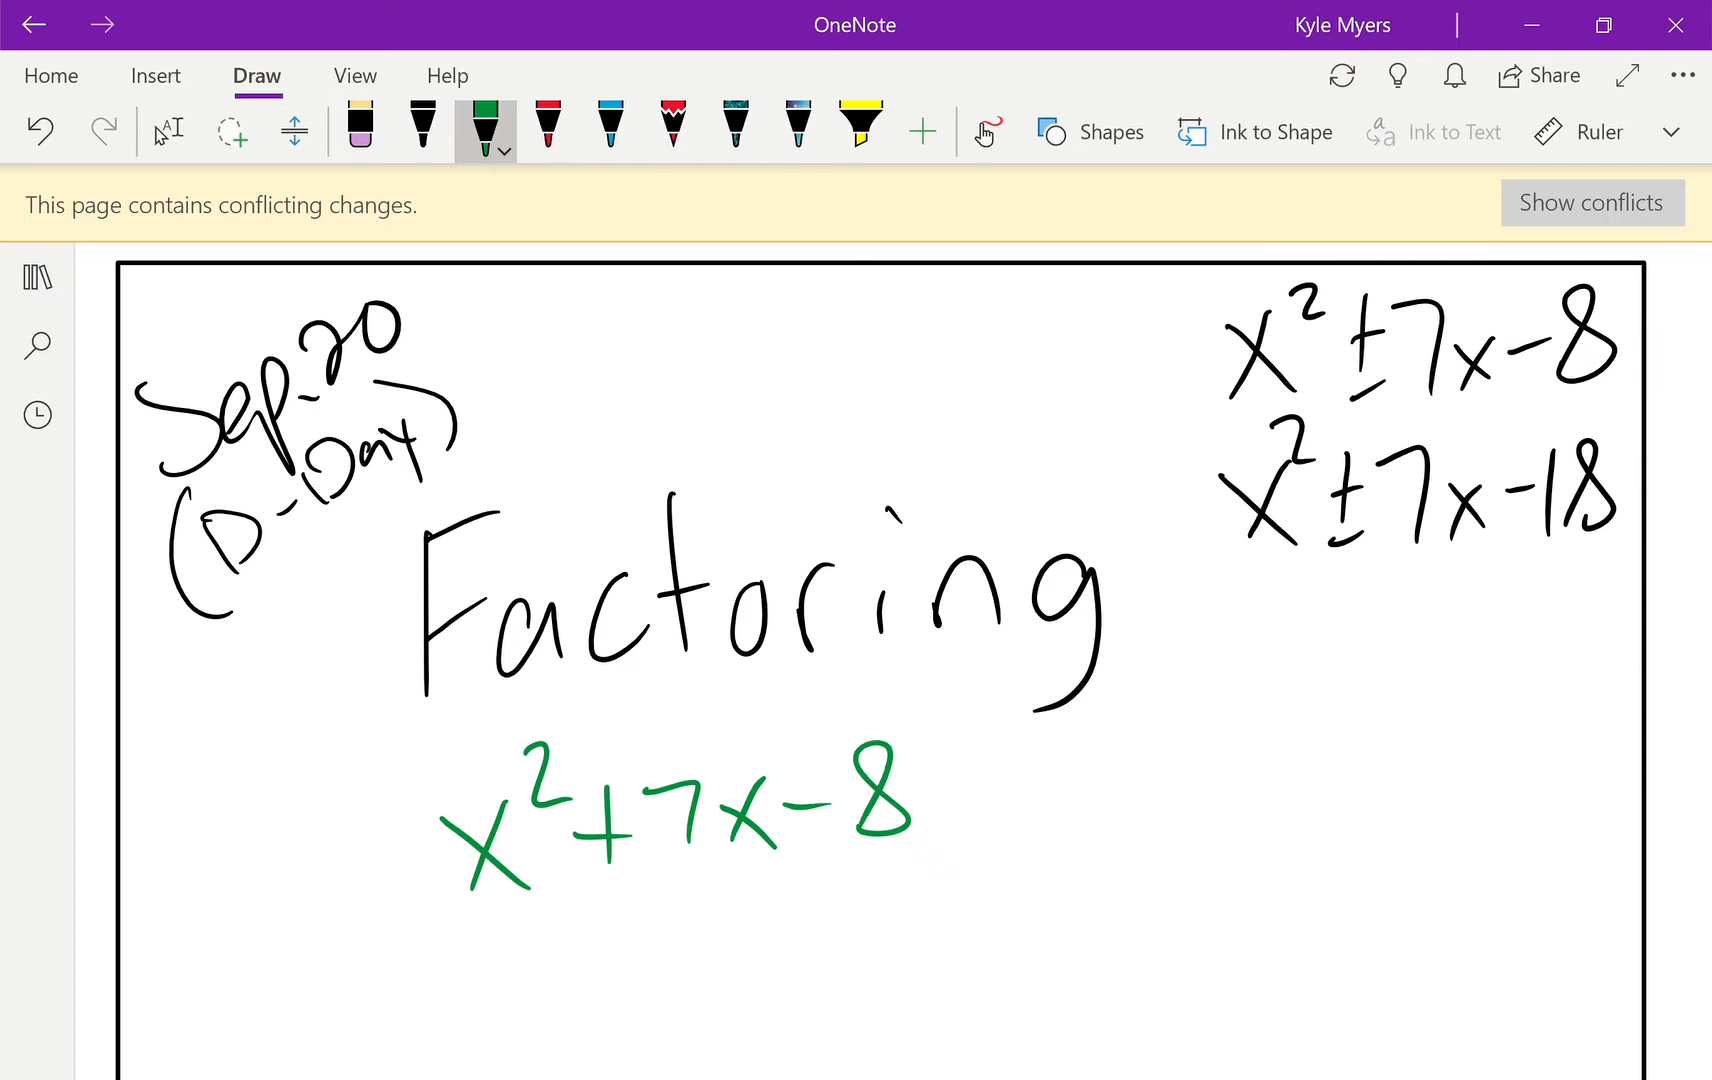 OneNote
Kyle Myers
Home Insert Draw View Help
Share
Shapes Ink to Shape Ink to Text Ruler
This page contains conflicting changes.
Show conflicts
Sep-20
(D-Day)
x² ± 7x - 8
x² ± 7x - 18
Factoring
x² + 7x - 8